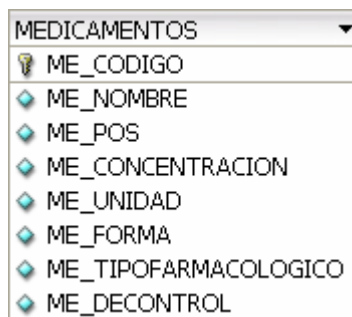 MEDICAMENTOS
ME_CODIGO
ME_NOMBRE
ME_POS
ME_CONCENTRACION
ME_UNIDAD
ME_FORMA
ME_TIPOFARMACOLOGICO
ME_DECONTROL